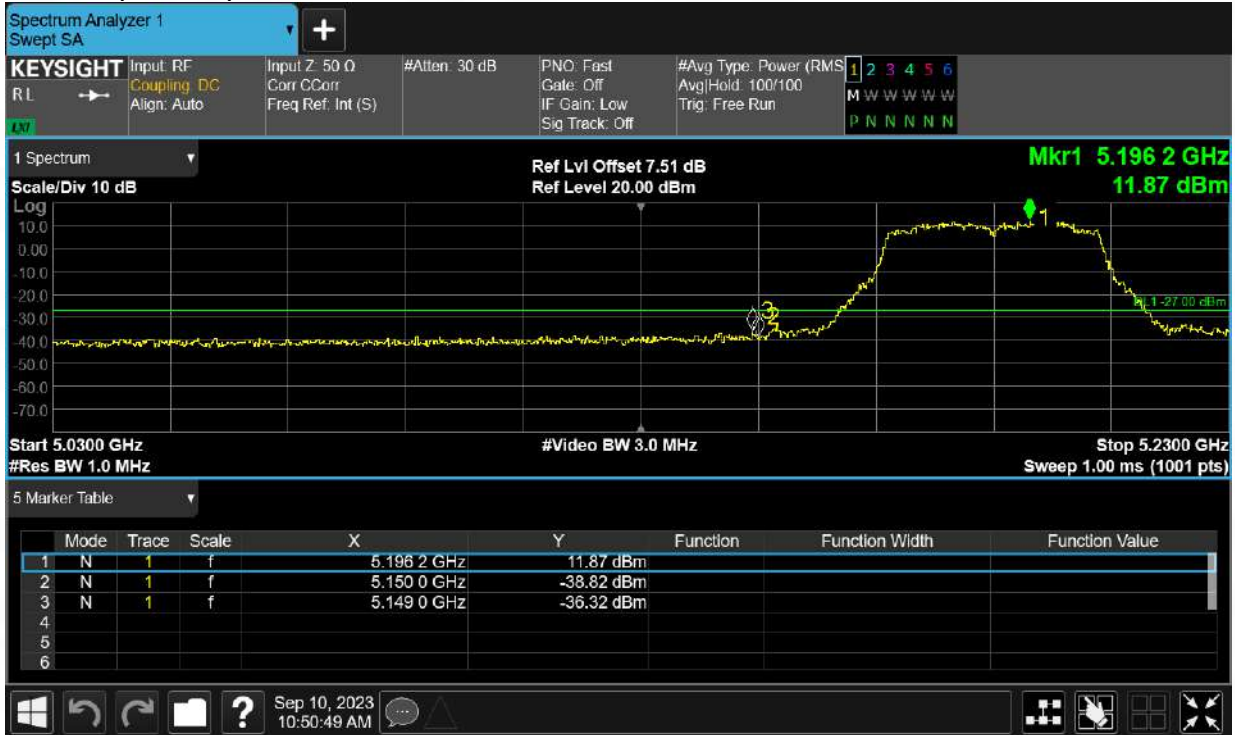 Spectrum Analyzer 1
Swept SA
+
KEYSIGHT
RL
LXI
Input: RF
Coupling: DC
Align: Auto
Input Z: 50 Ω
Corr CCorr
Freq Ref: Int (S)
#Atten: 30 dB
PNO: Fast
Gate: Off
IF Gain: Low
Sig Track: Off
#Avg Type: Power (RMS
Avg|Hold: 100/100
Trig: Free Run
1 2 3 4 5 6
M W W W W W
P N N N N N
1 Spectrum
Scale/Div 10 dB
Ref Lvl Offset 7.51 dB
Ref Level 20.00 dBm
Mkr1 5.196 2 GHz
11.87 dBm
Log
10.0
0.00
-10.0
-20.0
-30.0
-40.0
-50.0
-60.0
-70.0
1
2
3
DL1 -27.00 dBm
Start 5.0300 GHz
#Res BW 1.0 MHz
#Video BW 3.0 MHz
Stop 5.2300 GHz
Sweep 1.00 ms (1001 pts)
5 Marker Table
Mode Trace Scale X Y Function Function Width Function Value
1 N 1 f 5.196 2 GHz 11.87 dBm
2 N 1 f 5.150 0 GHz -38.82 dBm
3 N 1 f 5.149 0 GHz -36.32 dBm
4
5
6
?
Sep 10, 2023
10:50:49 AM